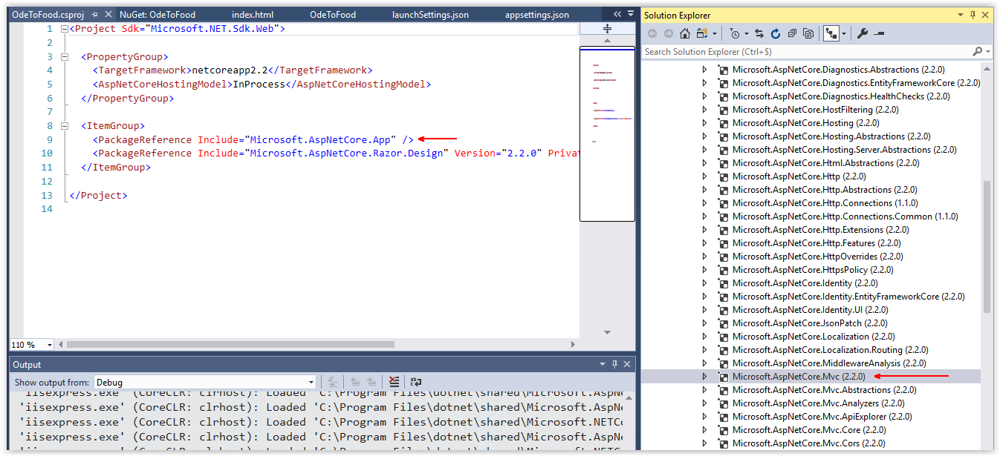 OdeToFood.csproj
NuGet: OdeToFood
index.html
OdeToFood
launchSettings.json
appsettings.json
1 <Project Sdk="Microsoft.NET.Sdk.Web">
2
3 <PropertyGroup>
4 <TargetFramework>netcoreapp2.2</TargetFramework>
5 <AspNetCoreHostingModel>InProcess</AspNetCoreHostingModel>
6 </PropertyGroup>
7
8 <ItemGroup>
9 <PackageReference Include="Microsoft.AspNetCore.App" />
10 <PackageReference Include="Microsoft.AspNetCore.Razor.Design" Version="2.2.0" Privat
11 </ItemGroup>
12
13 </Project>
14
110 %
Output
Show output from: Debug
'iisexpress.exe' (CoreCLR: clrhost): Loaded 'C:\Program Files\dotnet\shared\Microsoft.AspNe
'iisexpress.exe' (CoreCLR: clrhost): Loaded 'C:\Program Files\dotnet\shared\Microsoft.AspNe
'iisexpress.exe' (CoreCLR: clrhost): Loaded 'C:\Program Files\dotnet\shared\Microsoft.NETCo
'iisexpress.exe' (CoreCLR: clrhost): Loaded 'C:\Program Files\dotnet\shared\Microsoft.AspNe
'iisexpress.exe' (CoreCLR: clrhost): Loaded 'C:\Program Files\dotnet\shared\Microsoft.NETCo
Solution Explorer
Search Solution Explorer (Ctrl+$)
Microsoft.AspNetCore.Diagnostics.Abstractions (2.2.0)
Microsoft.AspNetCore.Diagnostics.EntityFrameworkCore (2.2.0)
Microsoft.AspNetCore.Diagnostics.HealthChecks (2.2.0)
Microsoft.AspNetCore.HostFiltering (2.2.0)
Microsoft.AspNetCore.Hosting (2.2.0)
Microsoft.AspNetCore.Hosting.Abstractions (2.2.0)
Microsoft.AspNetCore.Hosting.Server.Abstractions (2.2.0)
Microsoft.AspNetCore.Html.Abstractions (2.2.0)
Microsoft.AspNetCore.Http (2.2.0)
Microsoft.AspNetCore.Http.Abstractions (2.2.0)
Microsoft.AspNetCore.Http.Connections (1.1.0)
Microsoft.AspNetCore.Http.Connections.Common (1.1.0)
Microsoft.AspNetCore.Http.Extensions (2.2.0)
Microsoft.AspNetCore.Http.Features (2.2.0)
Microsoft.AspNetCore.HttpOverrides (2.2.0)
Microsoft.AspNetCore.HttpsPolicy (2.2.0)
Microsoft.AspNetCore.Identity (2.2.0)
Microsoft.AspNetCore.Identity.EntityFrameworkCore (2.2.0)
Microsoft.AspNetCore.Identity.UI (2.2.0)
Microsoft.AspNetCore.JsonPatch (2.2.0)
Microsoft.AspNetCore.Localization (2.2.0)
Microsoft.AspNetCore.Localization.Routing (2.2.0)
Microsoft.AspNetCore.MiddlewareAnalysis (2.2.0)
Microsoft.AspNetCore.Mvc (2.2.0)
Microsoft.AspNetCore.Mvc.Abstractions (2.2.0)
Microsoft.AspNetCore.Mvc.Analyzers (2.2.0)
Microsoft.AspNetCore.Mvc.ApiExplorer (2.2.0)
Microsoft.AspNetCore.Mvc.Core (2.2.0)
Microsoft.AspNetCore.Mvc.Cors (2.2.0)